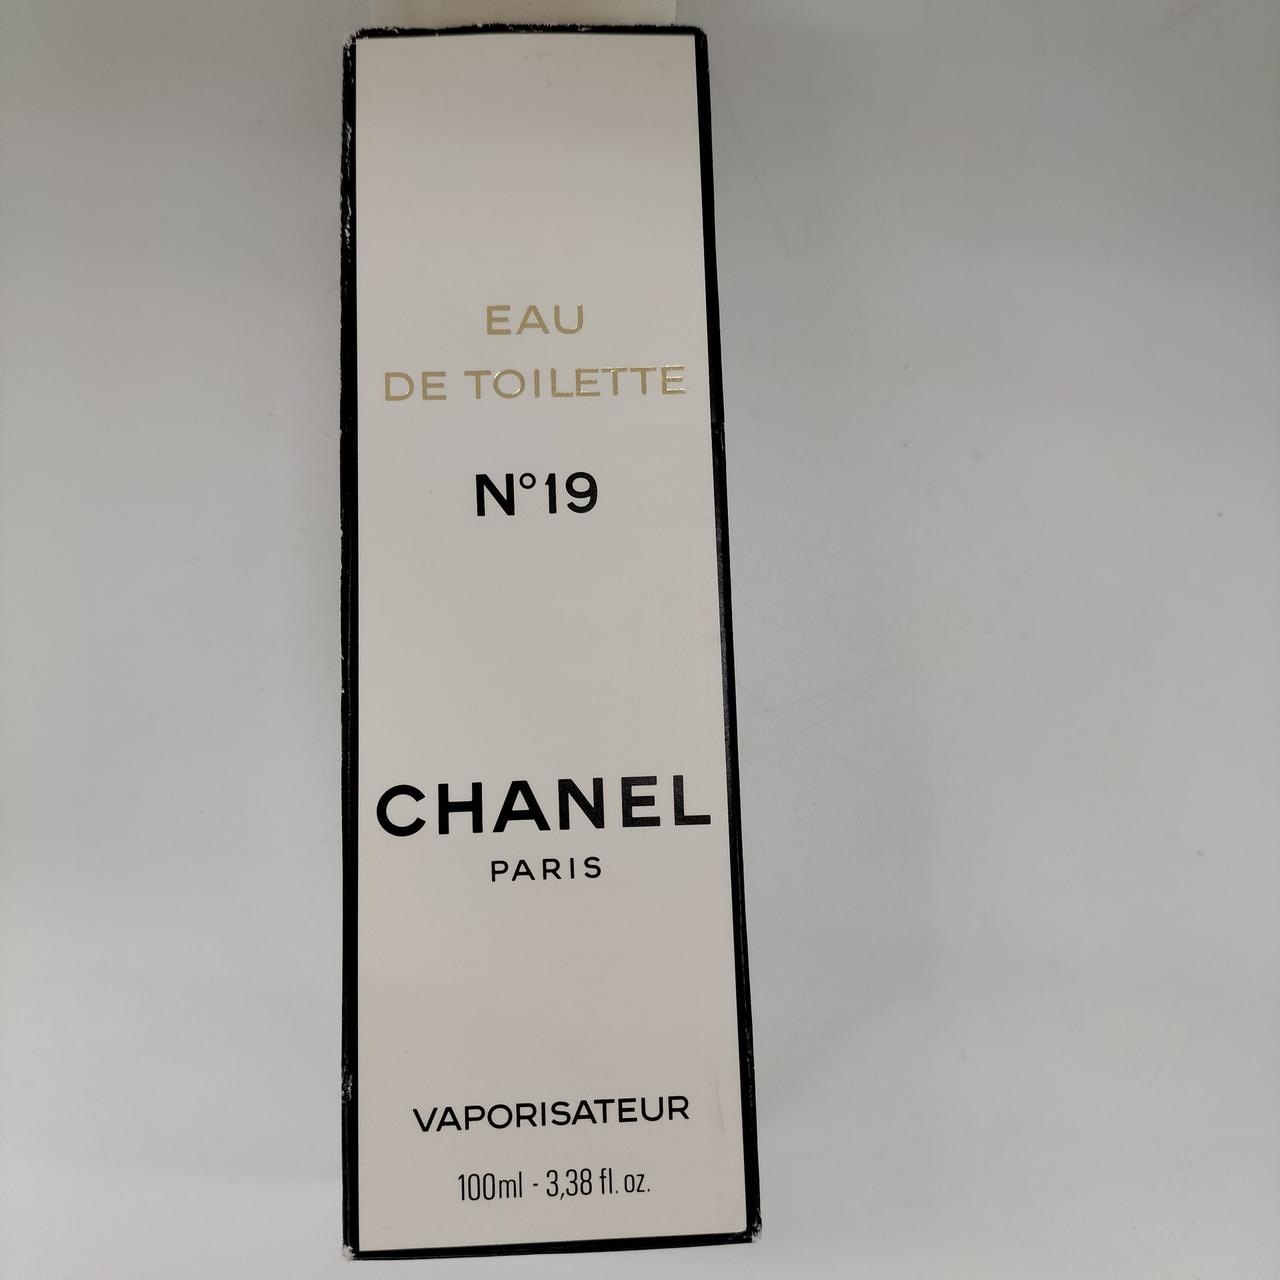 EAU
DE TOILETTE
N°19
CHANEL
PARIS
VAPORISATEUR
100ml - 3,38 fl. oz.